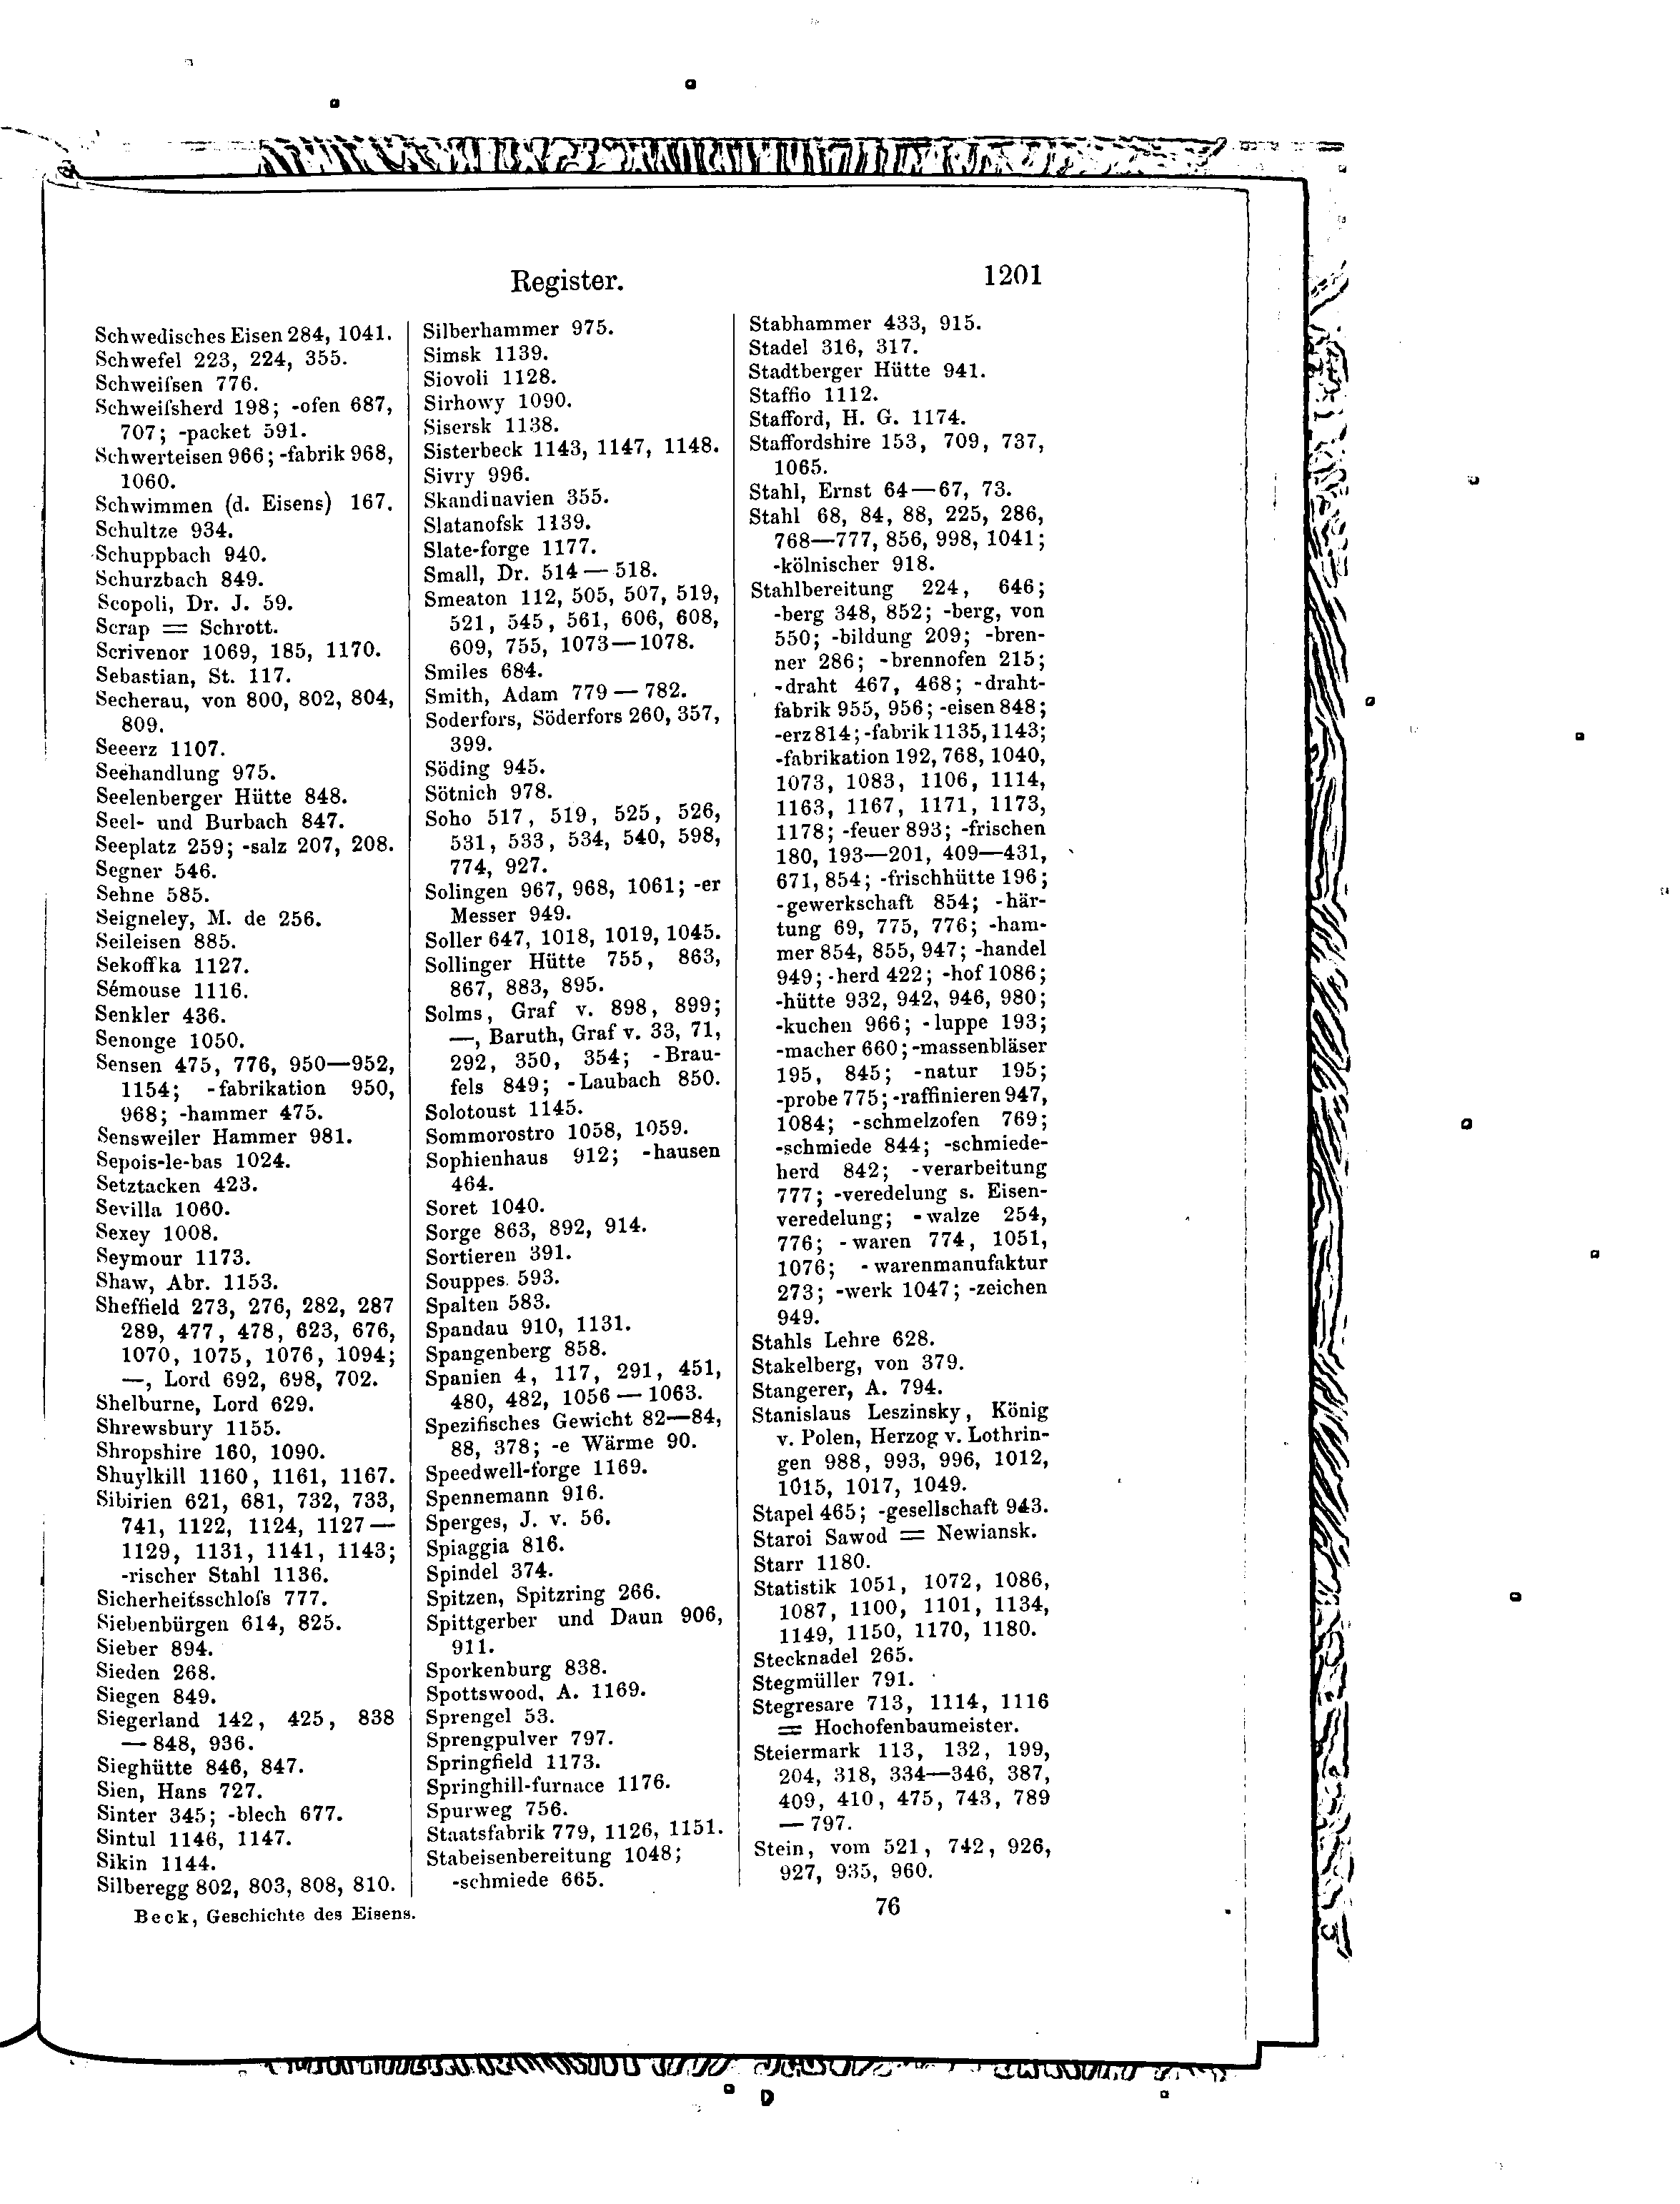 Register.
1201
Schwedisches Eisen 284, 1041.
Schwefel 223, 224, 355.
Schweiſsen 776.
Schweiſsherd 198; -ofen 687,
707; -packet 591.
Schwerteisen 966; -fabrik 968,
1060.
Schwimmen (d. Eisens) 167.
Schultze 934.
Schuppbach 940.
Schurzbach 849.
Scopoli, Dr. J. 59.
Scrap = Schrott.
Scrivenor 1069, 185, 1170.
Sebastian, St. 117.
Secherau, von 800, 802, 804,
809.
Seeerz 1107.
Seehandlung 975.
Seelenberger Hütte 848.
Seel- und Burbach 847.
Seeplatz 259; -salz 207, 208.
Segner 546.
Sehne 585.
Seigneley, M. de 256.
Seileisen 885.
Sekoffka 1127.
Sémouse 1116.
Senkler 436.
Senonge 1050.
Sensen 475, 776, 950—952,
1154; -fabrikation 950,
968; -hammer 475.
Sensweiler Hammer 981.
Sepois-le-bas 1024.
Setztacken 423.
Sevilla 1060.
Sexey 1008.
Seymour 1173.
Shaw, Abr. 1153.
Sheffield 273, 276, 282, 287
289, 477, 478, 623, 676,
1070, 1075, 1076, 1094;
—, Lord 692, 698, 702.
Shelburne, Lord 629.
Shrewsbury 1155.
Shropshire 160, 1090.
Shuylkill 1160, 1161, 1167.
Sibirien 621, 681, 732, 733,
741, 1122, 1124, 1127—
1129, 1131, 1141, 1143;
-rischer Stahl 1136.
Sicherheitsschloſs 777.
Siebenbürgen 614, 825.
Sieber 894.
Sieden 268.
Siegen 849.
Siegerland 142, 425, 838
—848, 936.
Sieghütte 846, 847.
Sien, Hans 727.
Sinter 345; -blech 677.
Sintul 1146, 1147.
Sikin 1144.
Silberegg 802, 803, 808, 810.
Silberhammer 975.
Simsk 1139.
Siovoli 1128.
Sirhowy 1090.
Sisersk 1138.
Sisterbeck 1143, 1147, 1148.
Sivry 996.
Skandinavien 355.
Slatanofsk 1139.
Slate-forge 1177.
Small, Dr. 514—518.
Smeaton 112, 505, 507, 519,
521, 545, 561, 606, 608,
609, 755, 1073—1078.
Smiles 684.
Smith, Adam 779—782.
Soderfors, Söderfors 260, 357,
399.
Söding 945.
Sötnich 978.
Soho 517, 519, 525, 526,
531, 533, 534, 540, 598,
774, 927.
Solingen 967, 968, 1061; -er
Messer 949.
Soller 647, 1018, 1019, 1045.
Sollinger Hütte 755, 863,
867, 883, 895.
Solms, Graf v. 898, 899;
—, Baruth, Graf v. 33, 71,
292, 350, 354; -Brau-
fels 849; -Laubach 850.
Solotoust 1145.
Sommorostro 1058, 1059.
Sophienhaus 912; -hausen
464.
Soret 1040.
Sorge 863, 892, 914.
Sortieren 391.
Souppes 593.
Spalten 583.
Spandau 910, 1131.
Spangenberg 858.
Spanien 4, 117, 291, 451,
480, 482, 1056—1063.
Spezifisches Gewicht 82—84,
88, 378; -e Wärme 90.
Speedwell-forge 1169.
Spennemann 916.
Sperges, J. v. 56.
Spiaggia 816.
Spindel 374.
Spitzen, Spitzring 266.
Spittgerber und Daun 906,
911.
Sporkenburg 838.
Spottswood, A. 1169.
Sprengel 53.
Sprengpulver 797.
Springfield 1173.
Springhill-furnace 1176.
Spurweg 756.
Staatsfabrik 779, 1126, 1151.
Stabeisenbereitung 1048;
-schmiede 665.
Stabhammer 433, 915.
Stadel 316, 317.
Stadtberger Hütte 941.
Staffio 1112.
Stafford, H. G. 1174.
Staffordshire 153, 709, 737,
1065.
Stahl, Ernst 64—67, 73.
Stahl 68, 84, 88, 225, 286,
768—777, 856, 998, 1041;
-kölnischer 918.
Stahlbereitung 224, 646;
-berg 348, 852; -berg, von
550; -bildung 209; -bren-
ner 286; -brennofen 215;
-draht 467, 468; -draht-
fabrik 955, 956; -eisen 848;
-erz 814; -fabrik 1135, 1143;
-fabrikation 192, 768, 1040,
1073, 1083, 1106, 1114,
1163, 1167, 1171, 1173,
1178; -feuer 893; -frischen
180, 193—201, 409—431,
671, 854; -frischhütte 196;
-gewerkschaft 854; -här-
tung 69, 775, 776; -ham-
mer 854, 855, 947; -handel
949; -herd 422; -hof 1086;
-hütte 932, 942, 946, 980;
-kuchen 966; -luppe 193;
-macher 660; -massenbläser
195, 845; -natur 195;
-probe 775; -raffinieren 947,
1084; -schmelzofen 769;
-schmiede 844; -schmiede-
herd 842; -verarbeitung
777; -veredelung s. Eisen-
veredelung; -walze 254,
776; -waren 774, 1051,
1076; -warenmanufaktur
273; -werk 1047; -zeichen
949.
Stahls Lehre 628.
Stakelberg, von 379.
Stangerer, A. 794.
Stanislaus Leszinsky, König
v. Polen, Herzog v. Lothrin-
gen 988, 993, 996, 1012,
1015, 1017, 1049.
Stapel 465; -gesellschaft 943.
Staroi Sawod = Newiansk.
Starr 1180.
Statistik 1051, 1072, 1086,
1087, 1100, 1101, 1134,
1149, 1150, 1170, 1180.
Stecknadel 265.
Stegmüller 791.
Stegresare 713, 1114, 1116
= Hochofenbaumeister.
Steiermark 113, 132, 199,
204, 318, 334—346, 387,
409, 410, 475, 743, 789
—797.
Stein, vom 521, 742, 926,
927, 935, 960.
Beck, Geschichte des Eisens.
76